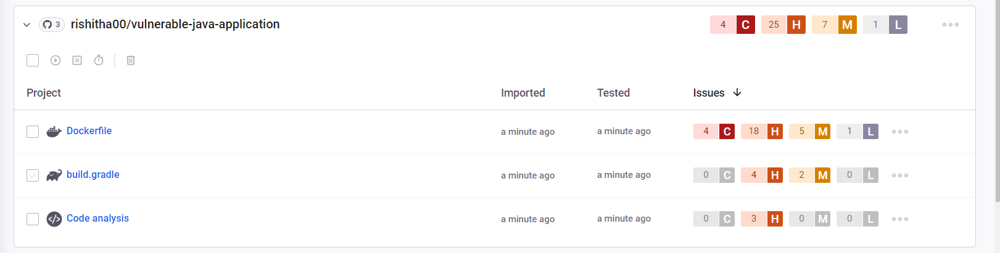 3 rishitha00/vulnerable-java-application 4 C 25 H 7 M 1 L
Project Imported Tested Issues
Dockerfile a minute ago a minute ago 4 C 18 H 5 M 1 L
build.gradle a minute ago a minute ago 0 C 4 H 2 M 0 L
Code analysis a minute ago a minute ago 0 C 3 H 0 M 0 L